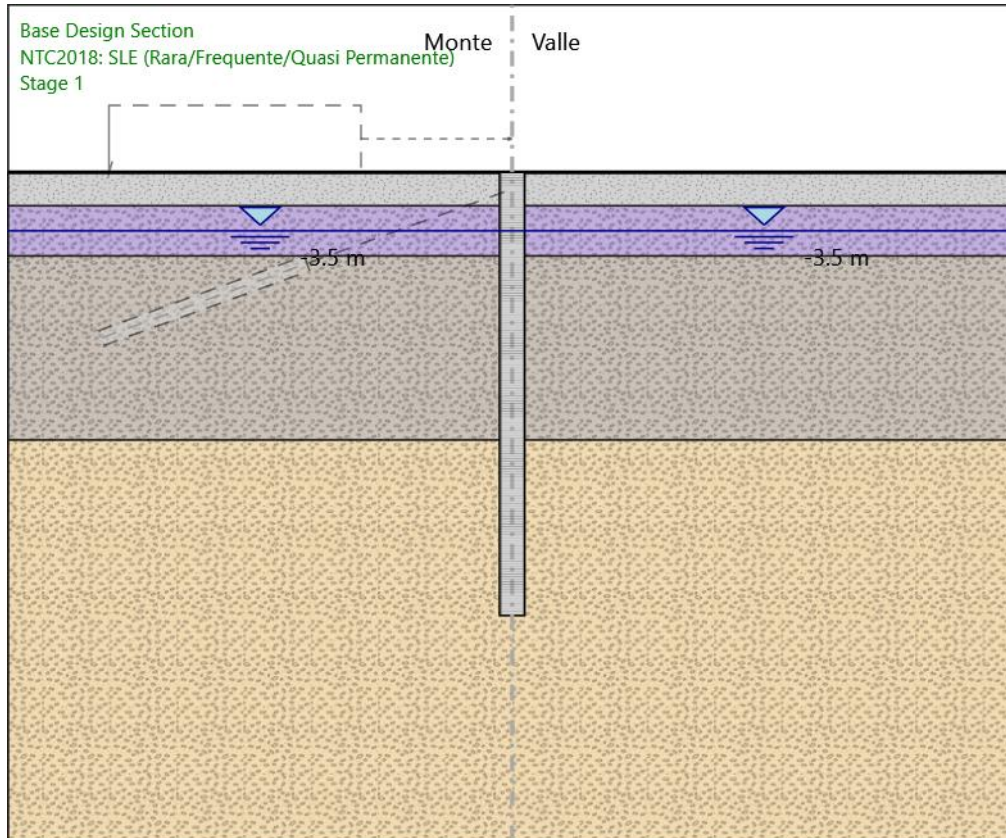 Base Design Section
NTC2018: SLE (Rara/Frequente/Quasi Permanente)
Stage 1
Monte
Valle
-3.5 m
-3.5 m